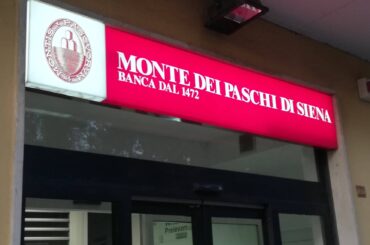 MONTE DEI PASCHI DI SIENA
BANCA DAL 1472